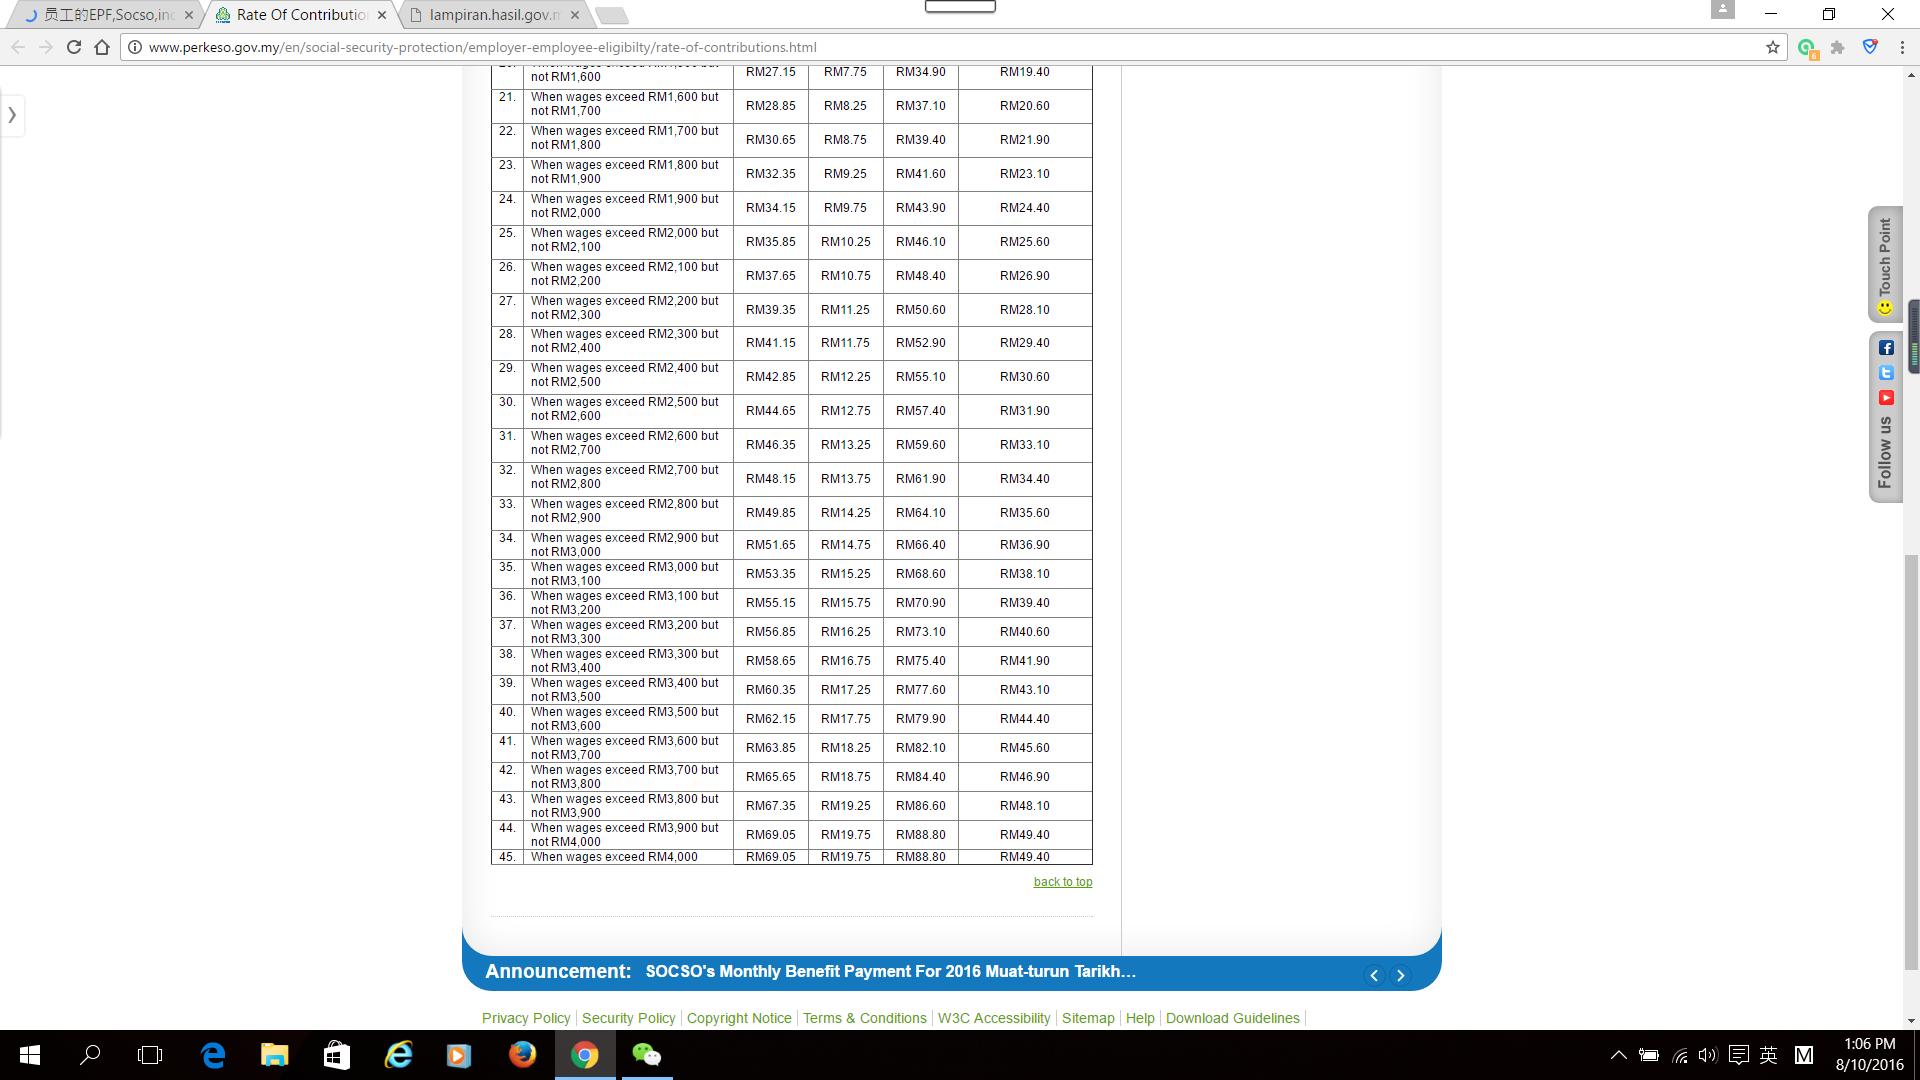 员工的EPF,Socso,inc
Rate Of Contributio
lampiran.hasil.gov.m
www.perkeso.gov.my/en/social-security-protection/employer-employee-eligibilty/rate-of-contributions.html
6
not RM1,600 RM27.15 RM7.75 RM34.90 RM19.40
21. When wages exceed RM1,600 but
not RM1,700 RM28.85 RM8.25 RM37.10 RM20.60
22. When wages exceed RM1,700 but
not RM1,800 RM30.65 RM8.75 RM39.40 RM21.90
23. When wages exceed RM1,800 but
not RM1,900 RM32.35 RM9.25 RM41.60 RM23.10
24. When wages exceed RM1,900 but
not RM2,000 RM34.15 RM9.75 RM43.90 RM24.40
25. When wages exceed RM2,000 but
not RM2,100 RM35.85 RM10.25 RM46.10 RM25.60
26. When wages exceed RM2,100 but
not RM2,200 RM37.65 RM10.75 RM48.40 RM26.90
27. When wages exceed RM2,200 but
not RM2,300 RM39.35 RM11.25 RM50.60 RM28.10
28. When wages exceed RM2,300 but
not RM2,400 RM41.15 RM11.75 RM52.90 RM29.40
29. When wages exceed RM2,400 but
not RM2,500 RM42.85 RM12.25 RM55.10 RM30.60
30. When wages exceed RM2,500 but
not RM2,600 RM44.65 RM12.75 RM57.40 RM31.90
31. When wages exceed RM2,600 but
not RM2,700 RM46.35 RM13.25 RM59.60 RM33.10
32. When wages exceed RM2,700 but
not RM2,800 RM48.15 RM13.75 RM61.90 RM34.40
33. When wages exceed RM2,800 but
not RM2,900 RM49.85 RM14.25 RM64.10 RM35.60
34. When wages exceed RM2,900 but
not RM3,000 RM51.65 RM14.75 RM66.40 RM36.90
35. When wages exceed RM3,000 but
not RM3,100 RM53.35 RM15.25 RM68.60 RM38.10
36. When wages exceed RM3,100 but
not RM3,200 RM55.15 RM15.75 RM70.90 RM39.40
37. When wages exceed RM3,200 but
not RM3,300 RM56.85 RM16.25 RM73.10 RM40.60
38. When wages exceed RM3,300 but
not RM3,400 RM58.65 RM16.75 RM75.40 RM41.90
39. When wages exceed RM3,400 but
not RM3,500 RM60.35 RM17.25 RM77.60 RM43.10
40. When wages exceed RM3,500 but
not RM3,600 RM62.15 RM17.75 RM79.90 RM44.40
41. When wages exceed RM3,600 but
not RM3,700 RM63.85 RM18.25 RM82.10 RM45.60
42. When wages exceed RM3,700 but
not RM3,800 RM65.65 RM18.75 RM84.40 RM46.90
43. When wages exceed RM3,800 but
not RM3,900 RM67.35 RM19.25 RM86.60 RM48.10
44. When wages exceed RM3,900 but
not RM4,000 RM69.05 RM19.75 RM88.80 RM49.40
45. When wages exceed RM4,000 RM69.05 RM19.75 RM88.80 RM49.40
back to top
Touch Point
Follow us
Announcement: SOCSO's Monthly Benefit Payment For 2016 Muat-turun Tarikh...
Privacy Policy Security Policy Copyright Notice Terms & Conditions W3C Accessibility Sitemap Help Download Guidelines
英 M
1:06 PM
8/10/2016